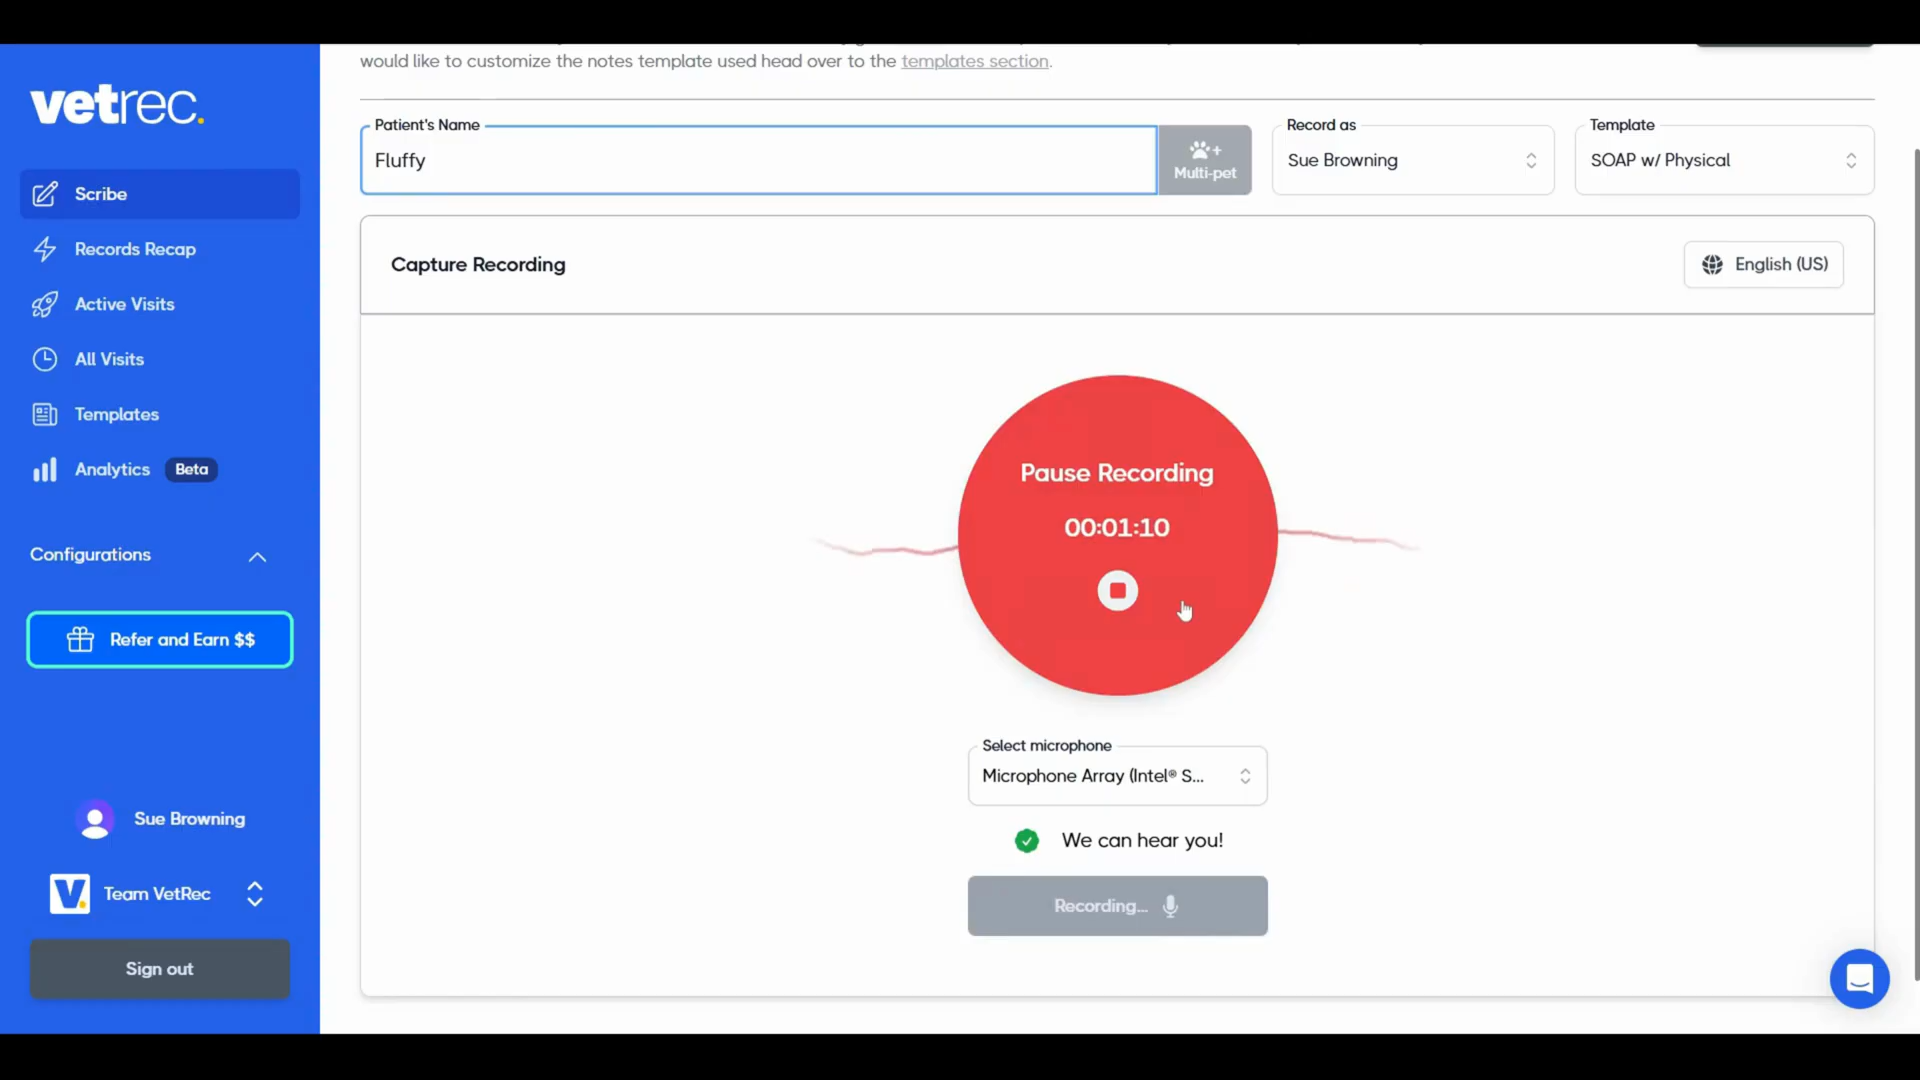 would like to customize the notes template used head over to the templates section.
vetrec.
Scribe
Records Recap
Active Visits
All Visits
Templates
Analytics Beta
Configurations
Refer and Earn $$
Sue Browning
V. Team VetRec
Sign out
Patient's Name
Fluffy
Multi-pet
Record as
Sue Browning
Template
SOAP w/ Physical
Capture Recording
English (US)
Pause Recording
00:01:10
Select microphone
Microphone Array (Intel® S...
We can hear you!
Recording...